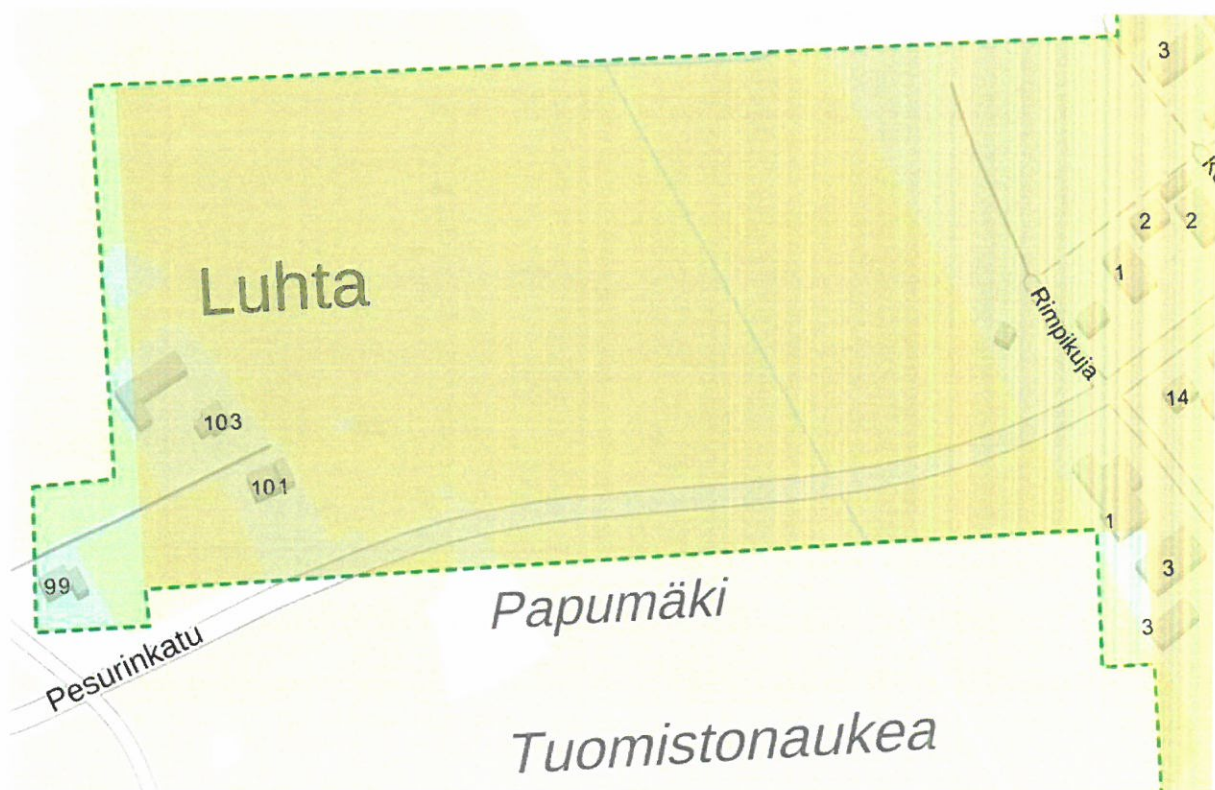 3
2
2
1
Luhta
Rimpikuja
14
103
101
1
3
99
Papumäki
3
Pesurinkatu
Tuomistonaukea